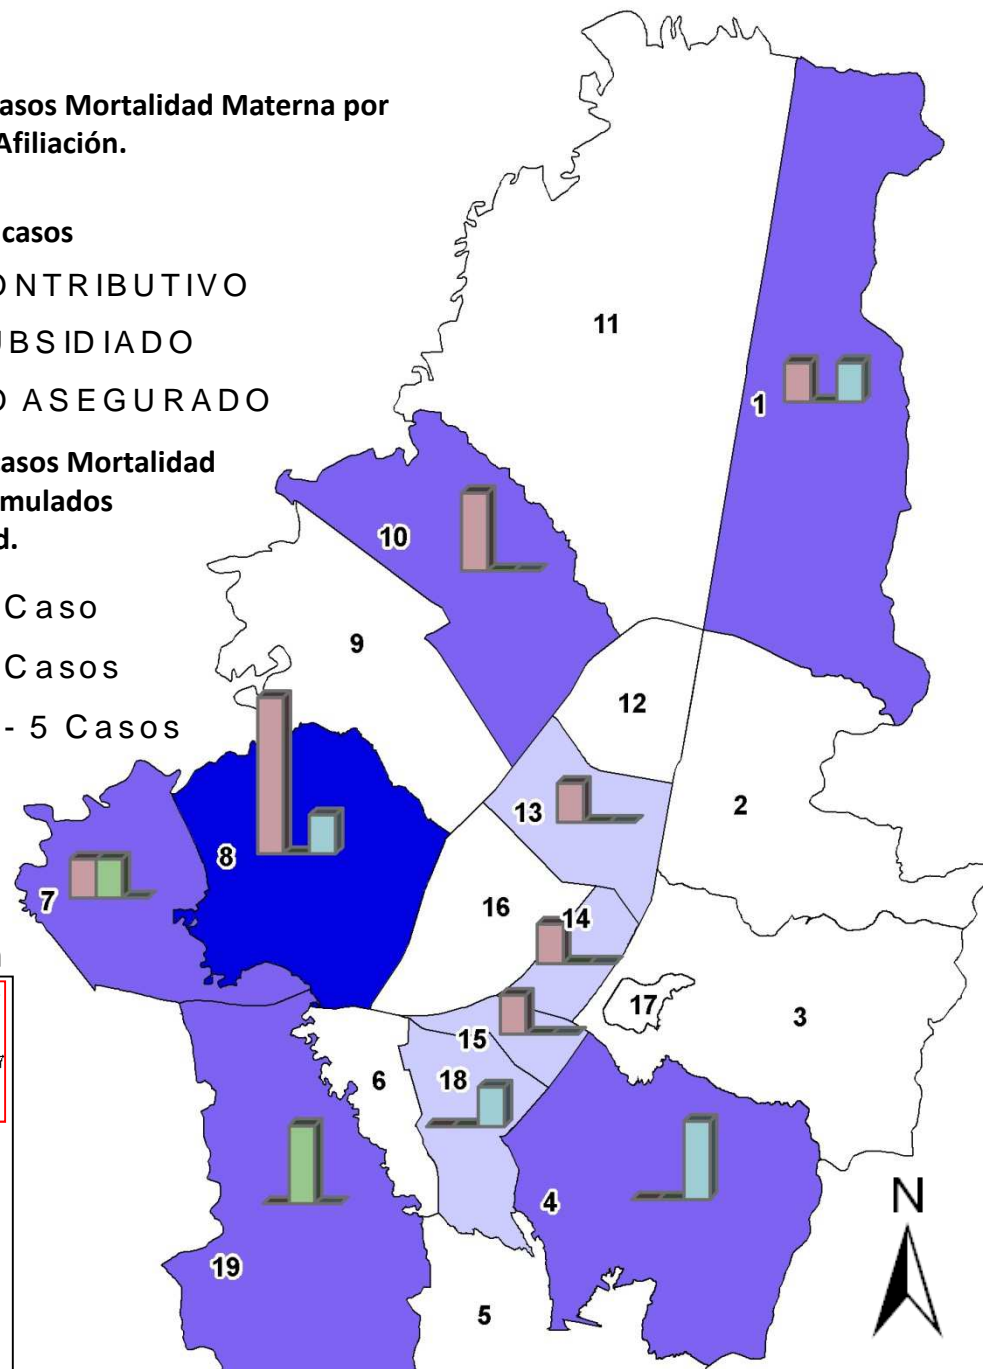 asos Mortalidad Materna por
Afiliación.
casos
ONTRIBUTIVO
UBSIDIADO
O ASEGURADO
asos Mortalidad
mulados
d.
Caso
Casos
- 5 Casos
11
1
10
9
12
13
2
8
7
16
14
17
3
15
6
18
4
19
5
N